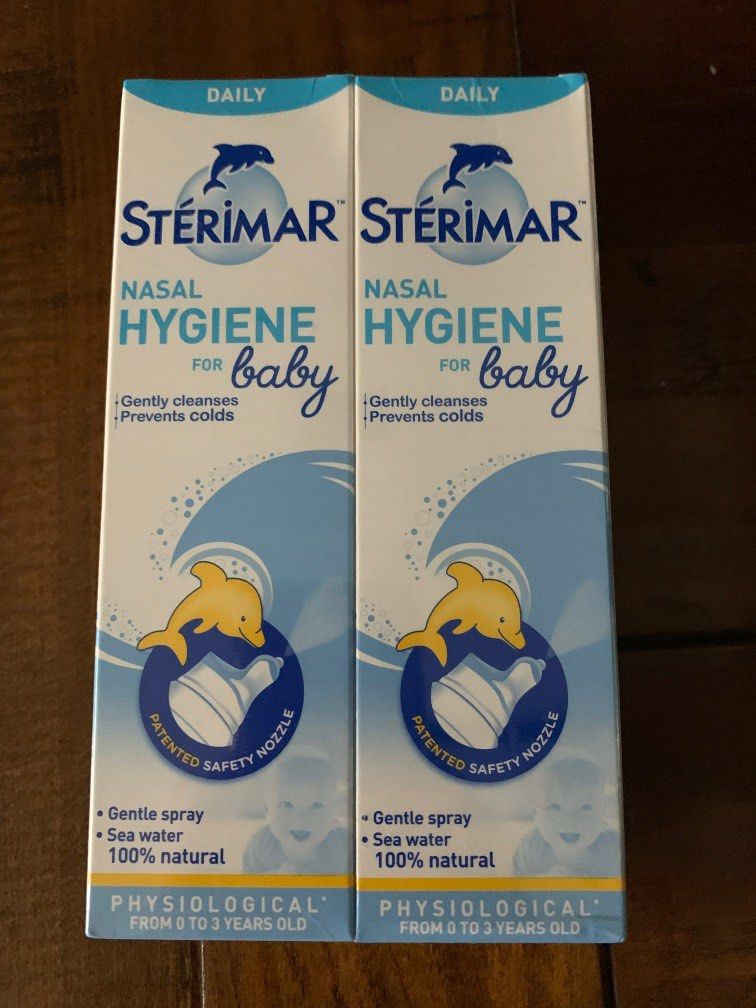 DAILY
STÉRiMAR™
NASAL
HYGIENE
FOR baby
Gently cleanses
Prevents colds
PATENTED SAFETY NOZZLE
• Gentle spray
• Sea water
100% natural
PHYSIOLOGICAL*
FROM 0 TO 3 YEARS OLD
DAILY
STÉRiMAR™
NASAL
HYGIENE
FOR baby
Gently cleanses
Prevents colds
PATENTED SAFETY NOZZLE
• Gentle spray
• Sea water
100% natural
PHYSIOLOGICAL*
FROM 0 TO 3 YEARS OLD